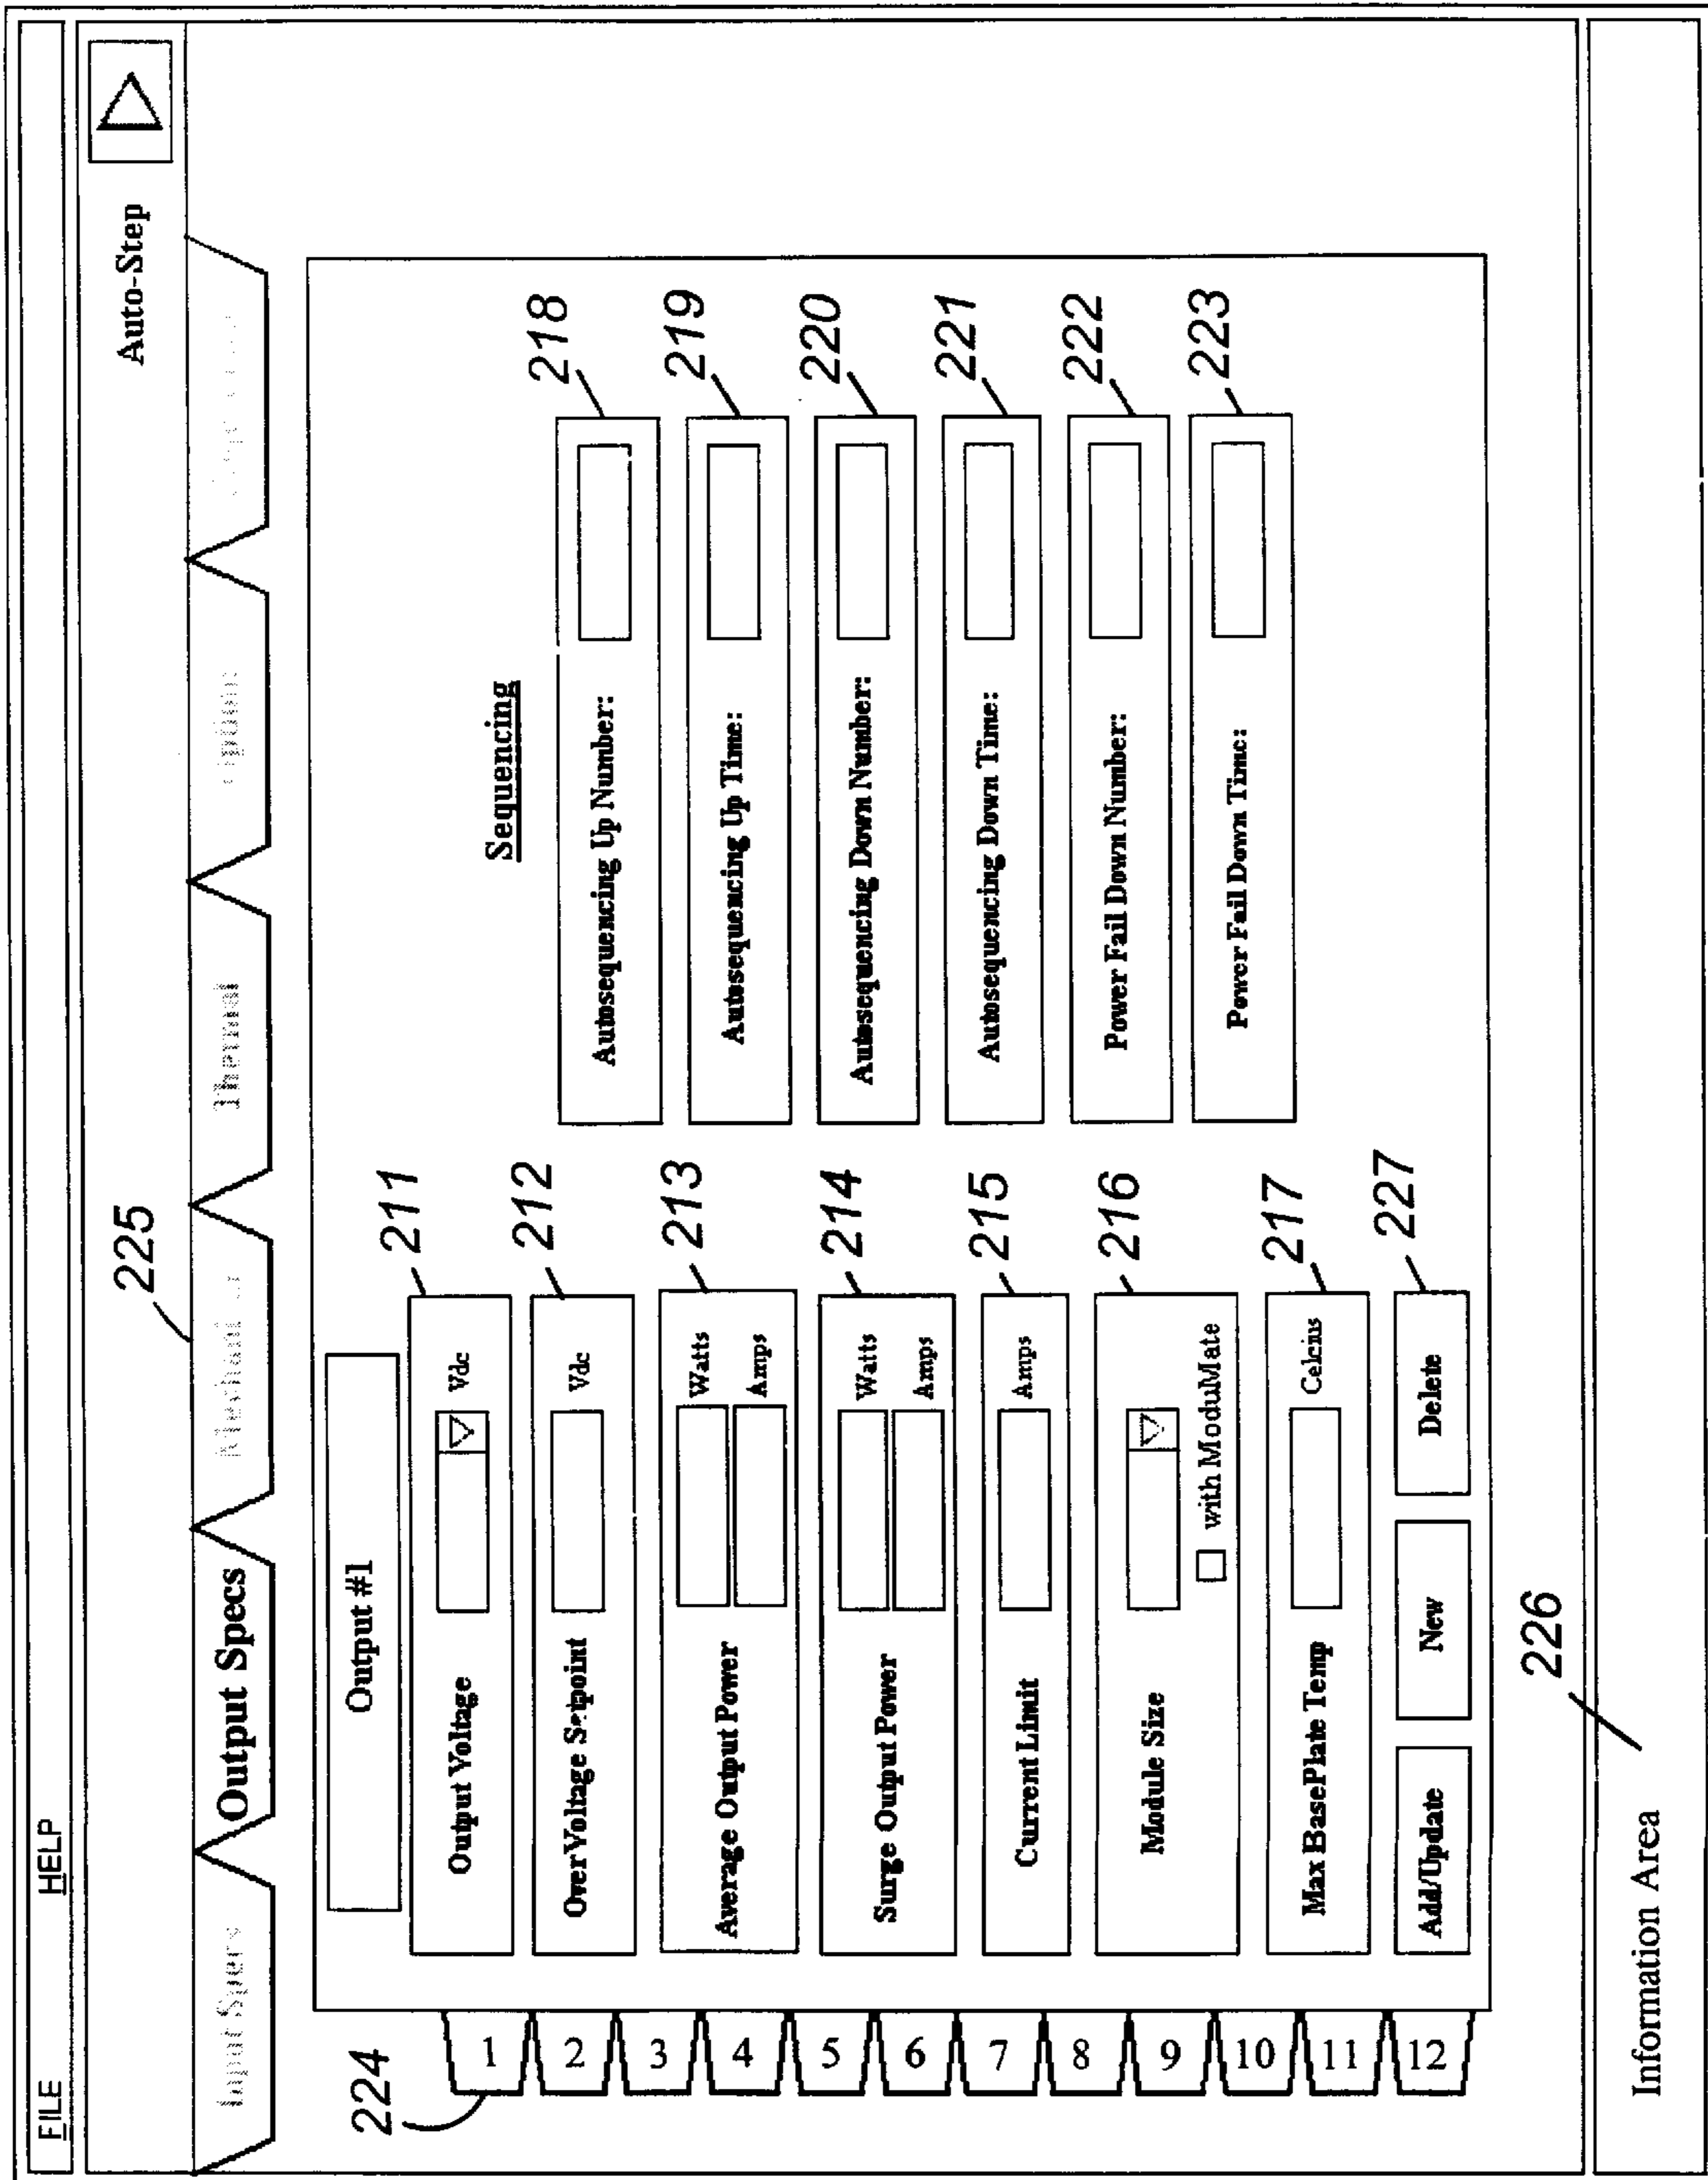 FILE HELP
Auto-Step
225
Input Specs Output Specs Mechanical Thermal
Output #1
Output Voltage Vdc 211
OverVoltage Setpoint Vdc 212
Average Output Power Watts Amps 213
Surge Output Power Watts Amps 214
Current Limit Amps 215
Module Size 216
with ModuMate
Max BasePlate Temp Celcius 217
Add/Update New Delete 227
Sequencing
Autosequencing Up Number: 218
Autosequencing Up Time: 219
Autosequencing Down Number: 220
Autosequencing Down Time: 221
Power Fail Down Number: 222
Power Fail Down Time: 223
224
1
2
3
4
5
6
7
8
9
10
11
12
226
Information Area